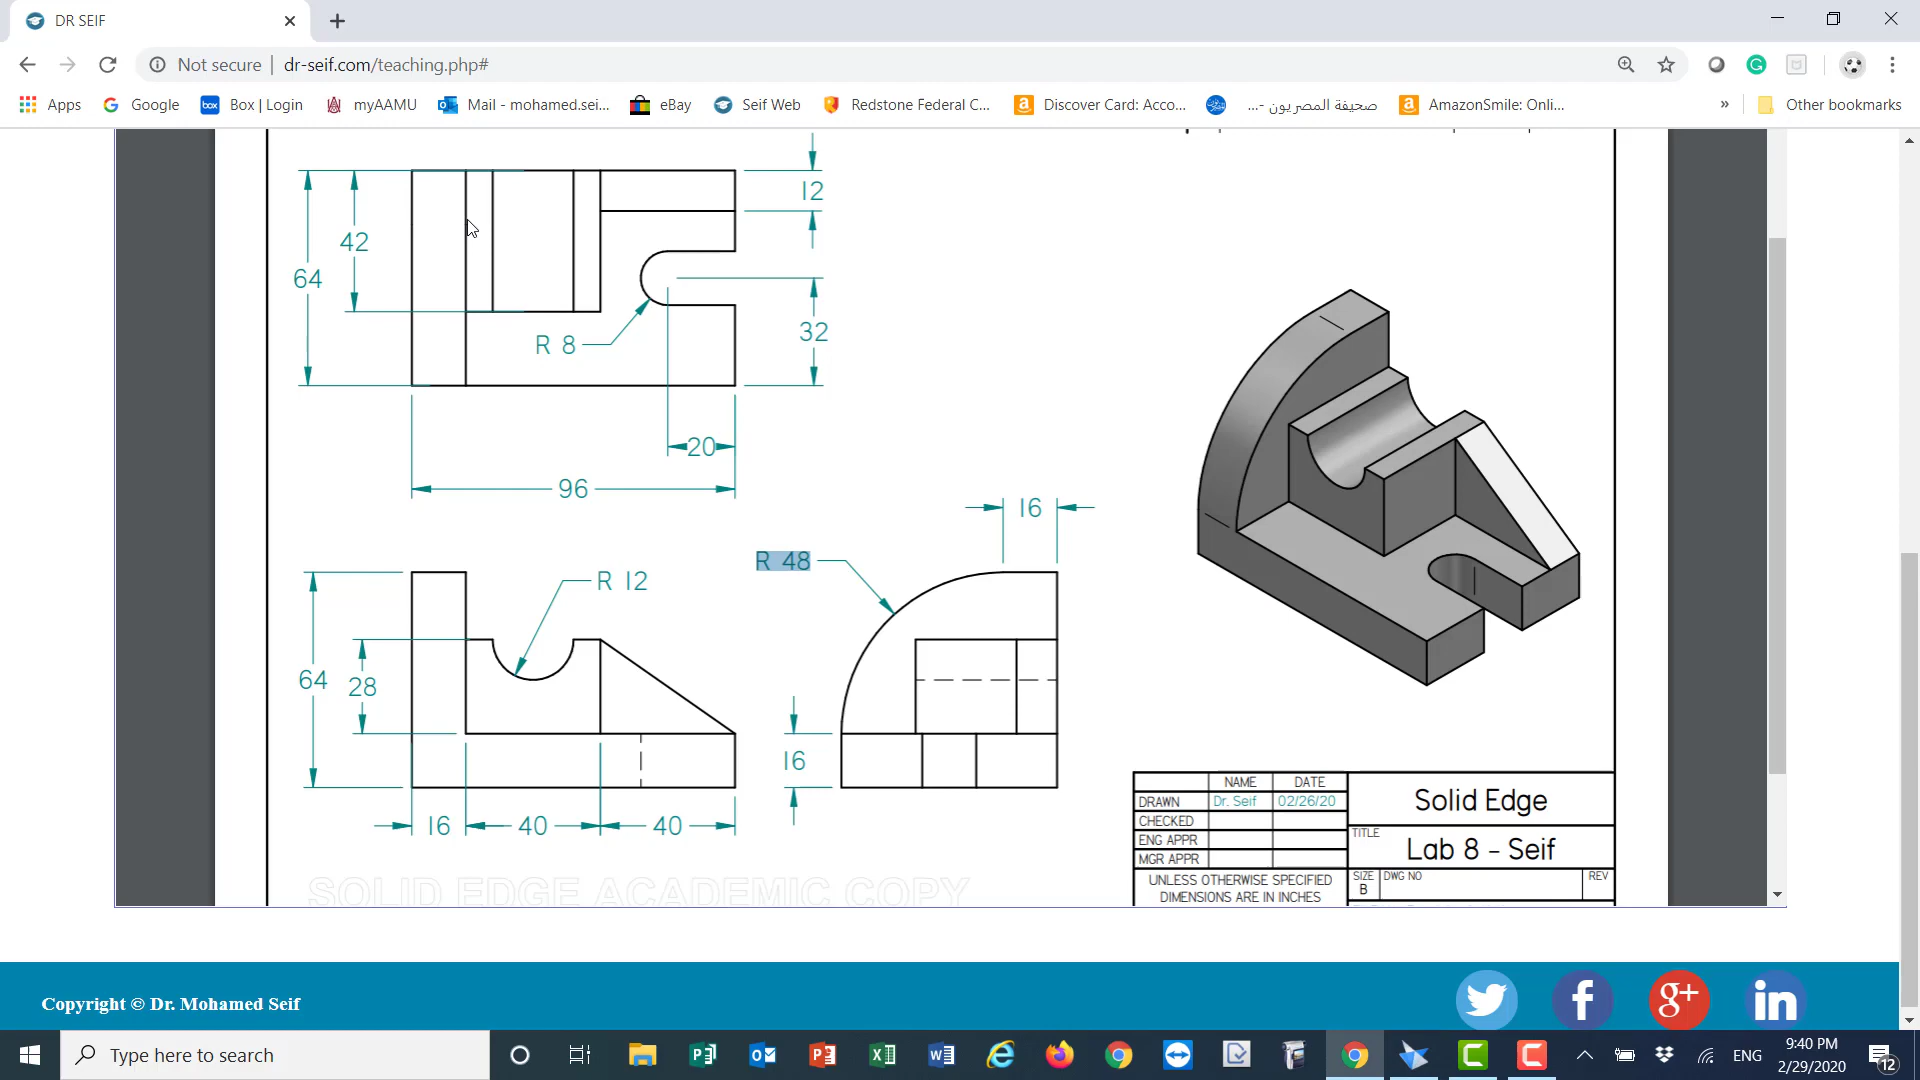 DR SEIF
Not secure | dr-seif.com/teaching.php#
Apps Google Box | Login myAAMU Mail - mohamed.sei... eBay Seif Web Redstone Federal C... Discover Card: Acco... صحيفة المصريون -... AmazonSmile: Onli... » Other bookmarks
12
42
64
32
R 8
20
96
16
R 48
R 12
64
28
16
16
40
40
NAME DATE
DRAWN Dr. Seif 02/26/20
CHECKED
ENG APPR
MGR APPR
Solid Edge
TITLE
Lab 8 - Seif
SIZE DWG NO REV
B
UNLESS OTHERWISE SPECIFIED
DIMENSIONS ARE IN INCHES
SOLID EDGE ACADEMIC COPY
Copyright © Dr. Mohamed Seif
Type here to search
ENG
9:40 PM
2/29/2020
12